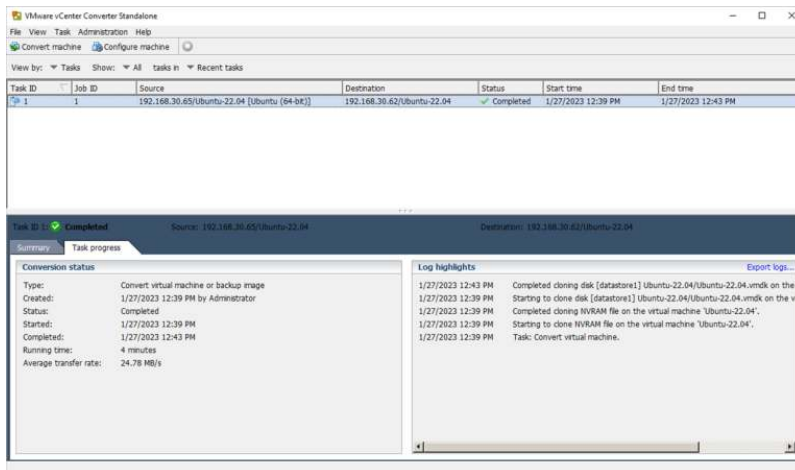 VMware vCenter Converter Standalone
File View Task Administration Help
Convert machine Configure machine
View by: Tasks Show: All tasks in Recent tasks
Task ID Job ID Source Destination Status Start time End time
1 1 192.168.30.65/Ubuntu-22.04 [Ubuntu (64-bit)] 192.168.30.62/Ubuntu-22.04 Completed 1/27/2023 12:39 PM 1/27/2023 12:43 PM
Task ID 1: Completed Source: 192.168.30.65/Ubuntu-22.04 Destination: 192.168.30.62/Ubuntu-22.04
Summary Task progress
Conversion status
Type: Convert virtual machine or backup image
Created: 1/27/2023 12:39 PM by Administrator
Status: Completed
Started: 1/27/2023 12:39 PM
Completed: 1/27/2023 12:43 PM
Running time: 4 minutes
Average transfer rate: 24.78 MB/s
Log highlights Export logs...
1/27/2023 12:43 PM Completed cloning disk [datastore1] Ubuntu-22.04/Ubuntu-22.04.vmdk on the
1/27/2023 12:39 PM Starting to clone disk [datastore1] Ubuntu-22.04/Ubuntu-22.04.vmdk on the v
1/27/2023 12:39 PM Completed cloning NVRAM file on the virtual machine 'Ubuntu-22.04'.
1/27/2023 12:39 PM Starting to clone NVRAM file on the virtual machine 'Ubuntu-22.04'.
1/27/2023 12:39 PM Task: Convert virtual machine.